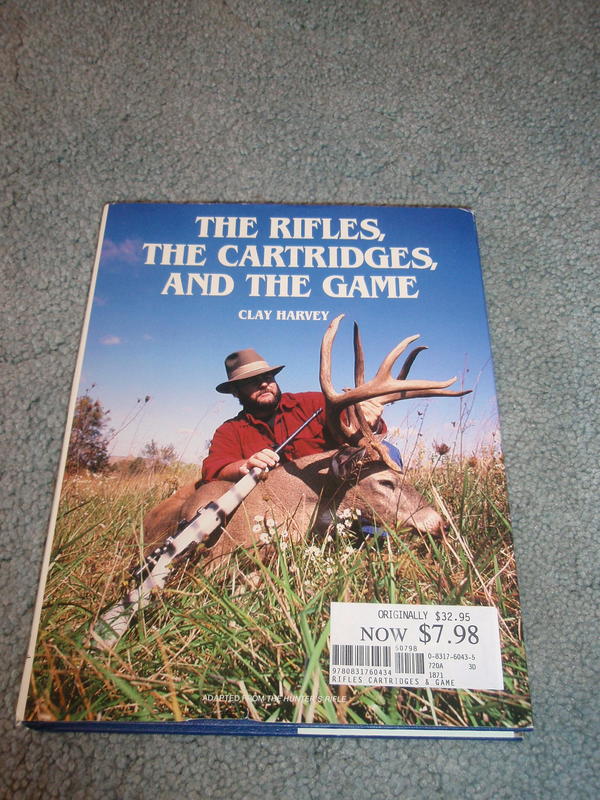 THE RIFLES,
THE CARTRIDGES,
AND THE GAME
CLAY HARVEY
ORIGINALLY $32.95
NOW $7.98
50798
0-8317-6043-5
720A 3D
9780831760434 1871
RIFLES CARTRIDGES & GAME
ADAPTED FROM THE HUNTER'S RIFLE